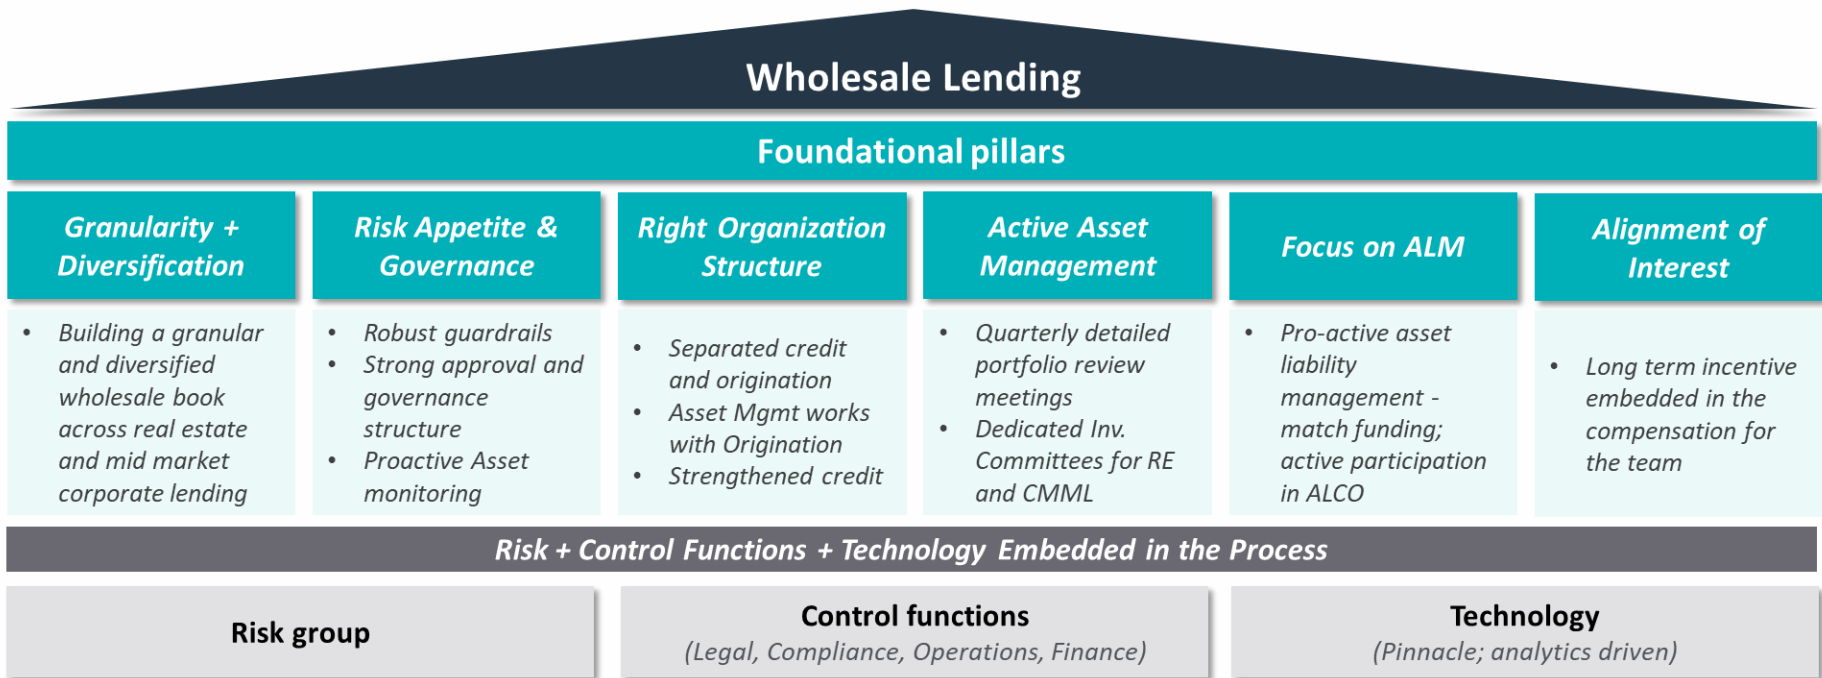 Wholesale Lending
Foundational pillars
Granularity +
Diversification
Risk Appetite &
Governance
Right Organization
Structure
Active Asset
Management
Focus on ALM
Alignment of
Interest
• Building a granular
and diversified
wholesale book
across real estate
and mid market
corporate lending
• Robust guardrails
• Strong approval and
governance
structure
• Proactive Asset
monitoring
• Separated credit
and origination
• Asset Mgmt works
with Origination
• Strengthened credit
• Quarterly detailed
portfolio review
meetings
• Dedicated Inv.
Committees for RE
and CMML
• Pro-active asset
liability
management -
match funding;
active participation
in ALCO
• Long term incentive
embedded in the
compensation for
the team
Risk + Control Functions + Technology Embedded in the Process
Risk group
Control functions
(Legal, Compliance, Operations, Finance)
Technology
(Pinnacle; analytics driven)